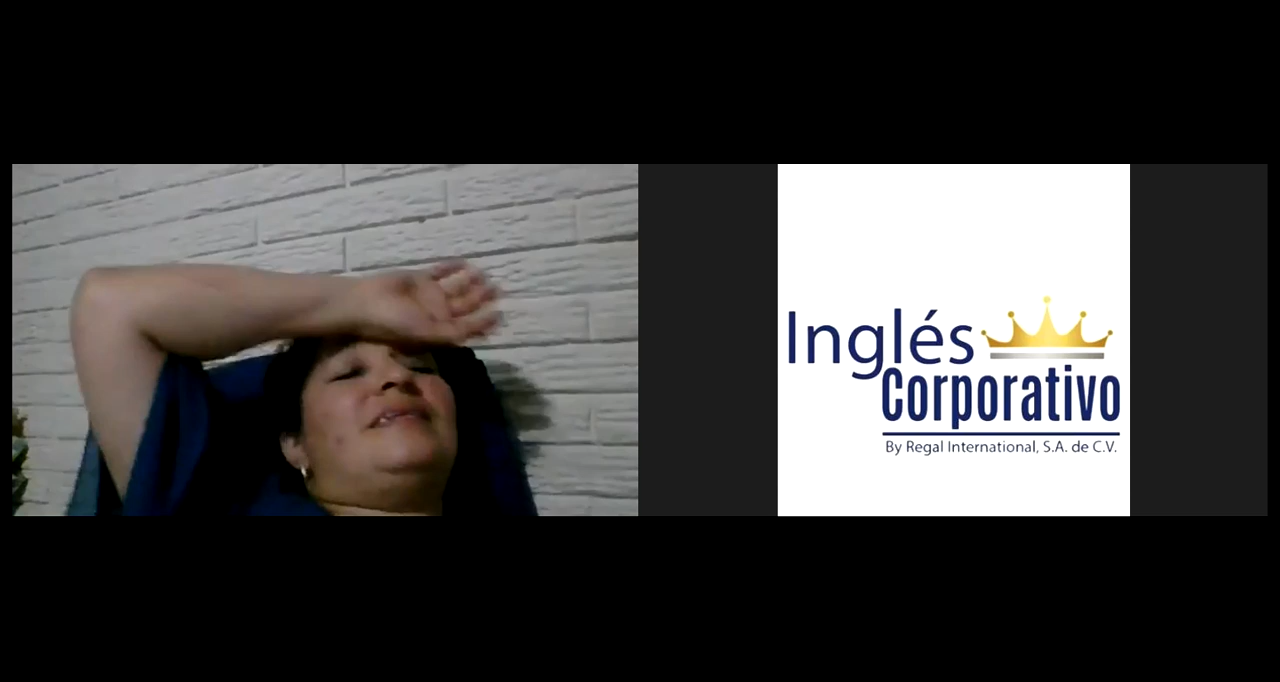 Inglés
Corporativo
By Regal International, S.A. de C.V.